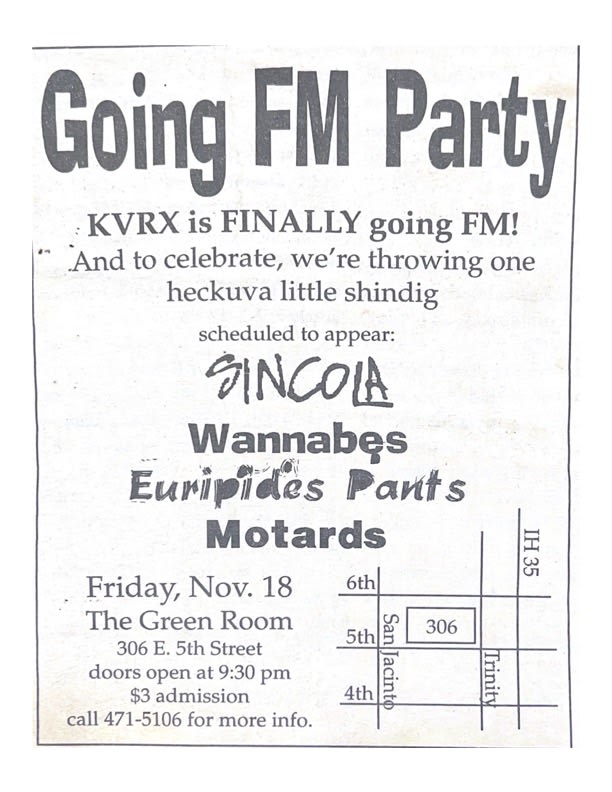 Going FM Party
KVRX is FINALLY going FM!
And to celebrate, we're throwing one
heckuva little shindig
scheduled to appear:
SINCOLA
Wannabes
Euripides Pants
Motards
Friday, Nov. 18
The Green Room
306 E. 5th Street
doors open at 9:30 pm
$3 admission
call 471-5106 for more info.
IH 35
6th
San Jacinto
306
5th
Trinity
4th